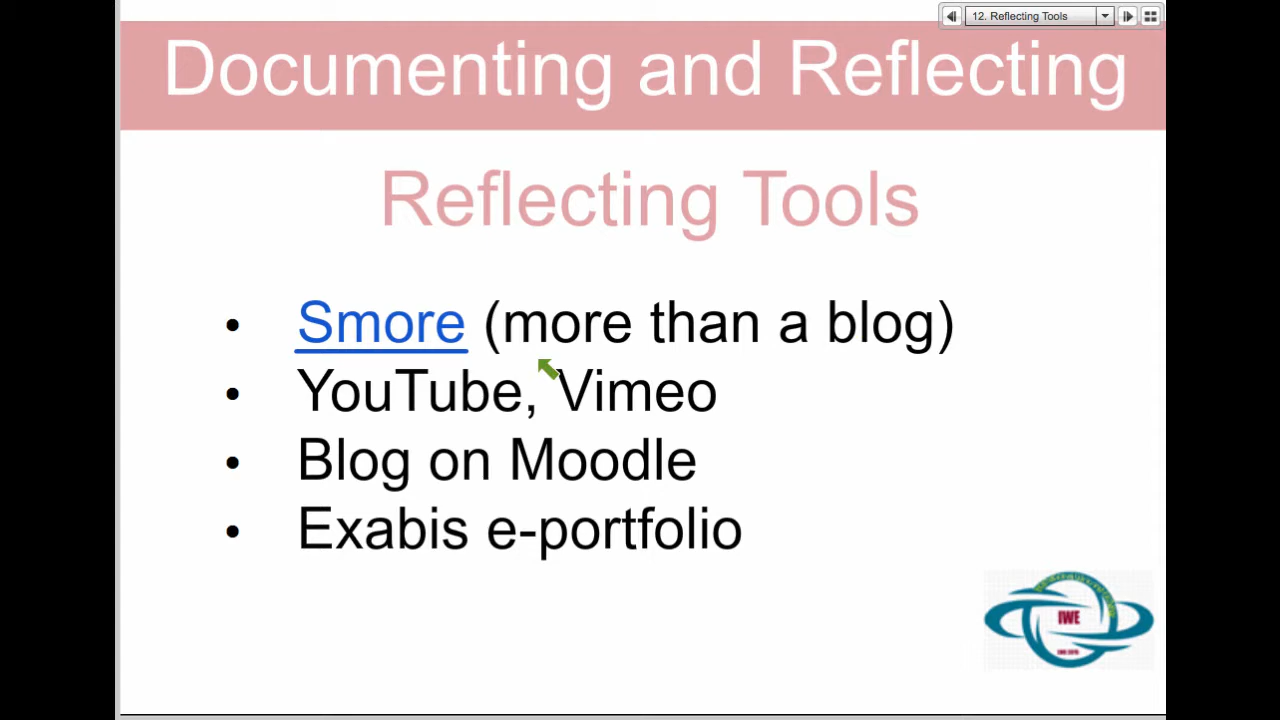 12. Reflecting Tools
Documenting and Reflecting
Reflecting Tools
• Smore (more than a blog)
• YouTube, Vimeo
• Blog on Moodle
• Exabis e-portfolio
IWE